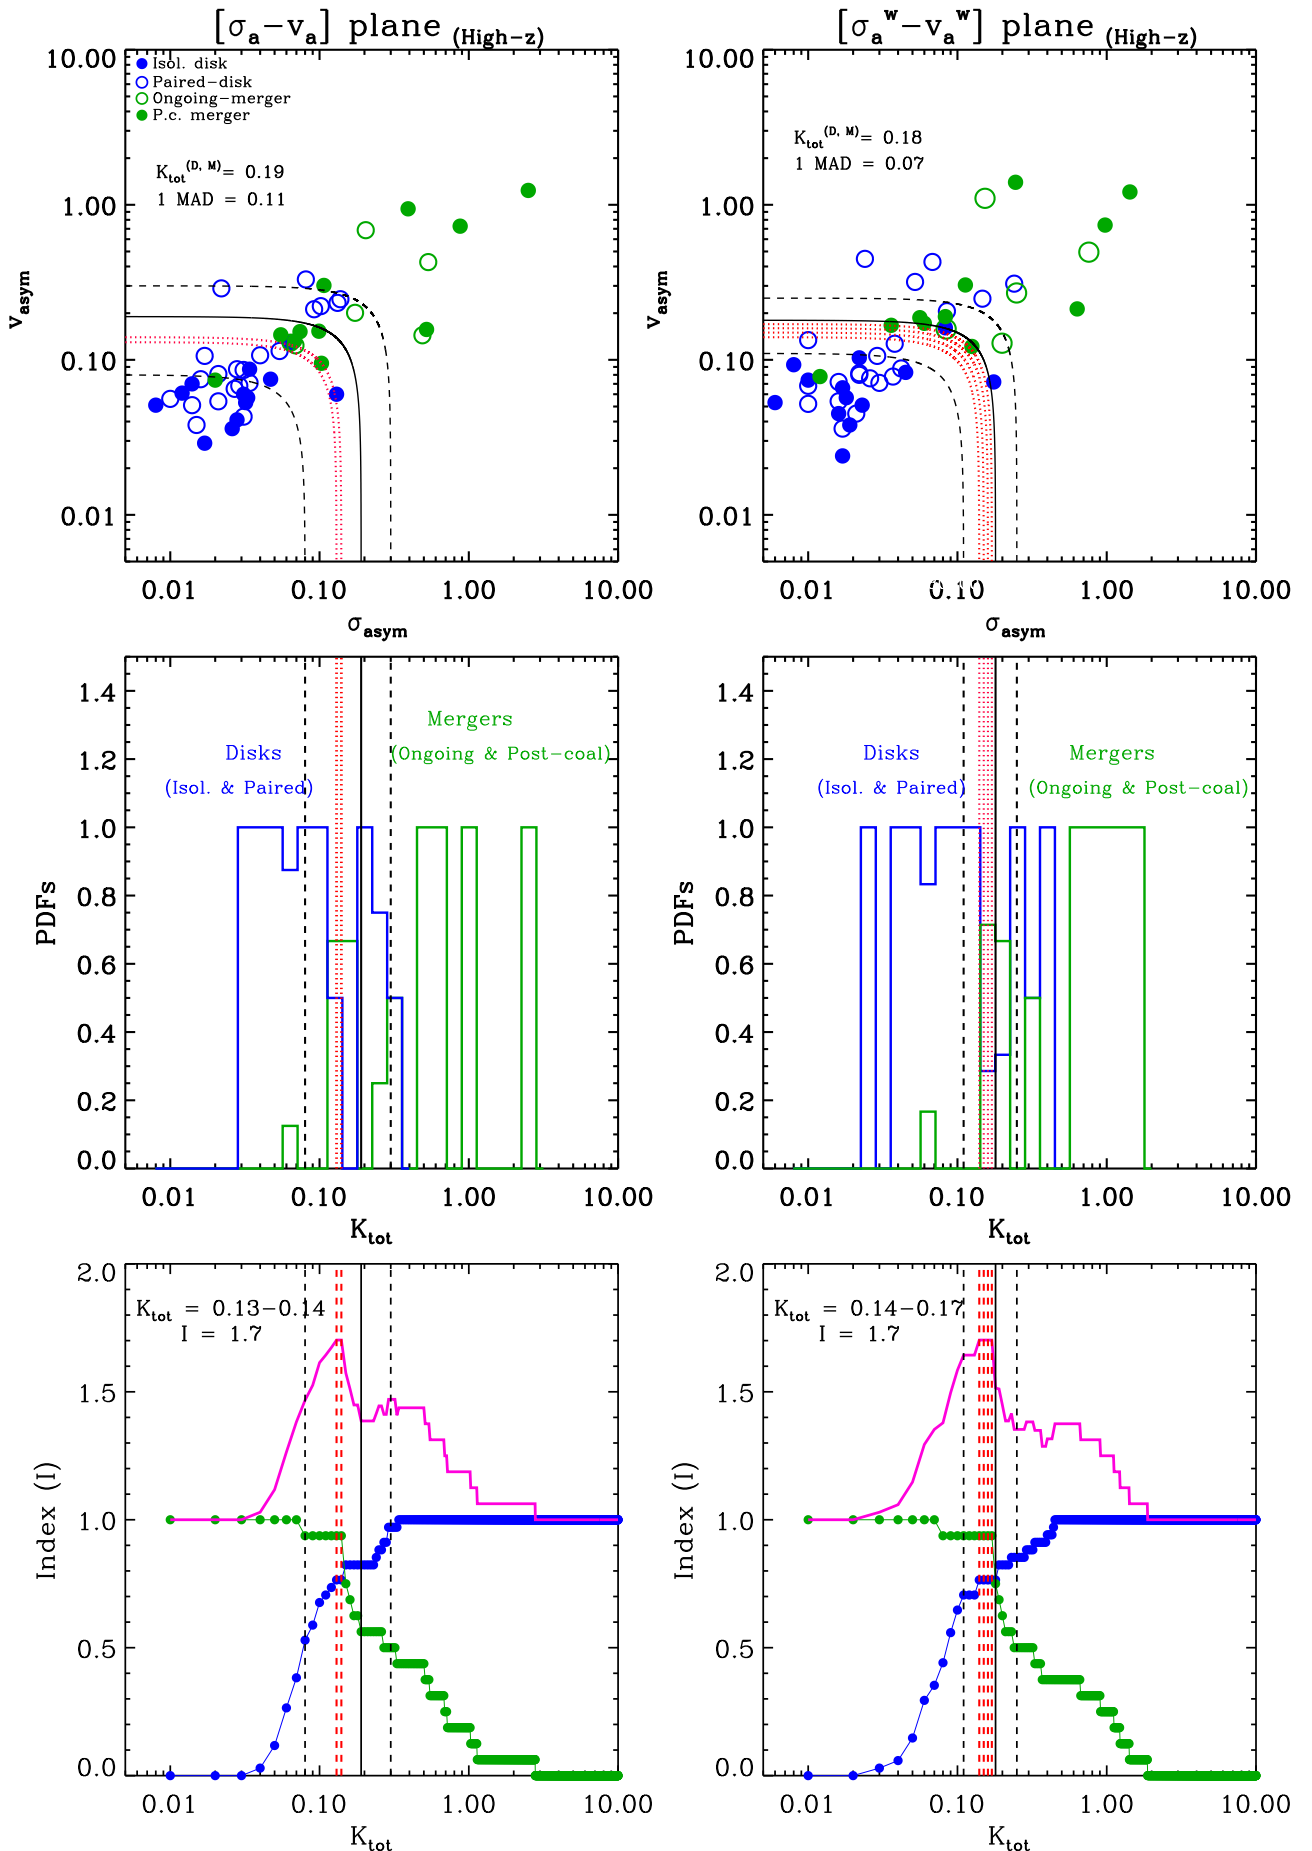 [σa−va] plane (High−z)
10.00
1.00
0.10
0.01
vasym
Isol. disk
Paired−disk
Ongoing−merger
P.c. merger
Ktot(D, M)= 0.19
1 MAD = 0.11
0.01 0.10 1.00 10.00
σasym
[σaw−vaw] plane (High−z)
10.00
1.00
0.10
0.01
vasym
Ktot(D, M)= 0.18
1 MAD = 0.07
0.01 0.10 1.00 10.00
σasym
1.4
1.2
1.0
0.8
0.6
0.4
0.2
0.0
PDFs
Mergers
(Ongoing & Post−coal)
Disks
(Isol. & Paired)
0.01 0.10 1.00 10.00
Ktot
1.4
1.2
1.0
0.8
0.6
0.4
0.2
0.0
PDFs
Disks
(Isol. & Paired)
Mergers
(Ongoing & Post−coal)
0.01 0.10 1.00 10.00
Ktot
2.0
1.5
1.0
0.5
0.0
Index (I)
Ktot = 0.13−0.14
I = 1.7
0.01 0.10 1.00 10.00
Ktot
2.0
1.5
1.0
0.5
0.0
Index (I)
Ktot = 0.14−0.17
I = 1.7
0.01 0.10 1.00 10.00
Ktot